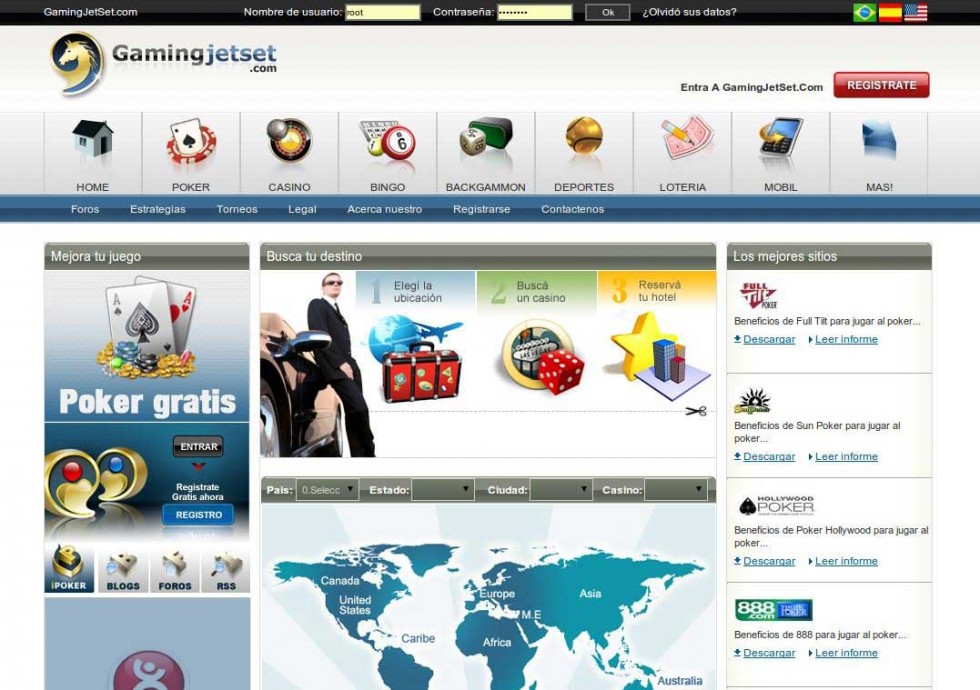 GamingJetSet.com
Nombre de usuario: root Contraseña: •••••••• Ok ¿Olvidó sus datos?
Gamingjetset
.com
Entra A GamingJetSet.Com REGISTRATE
HOME POKER CASINO BINGO BACKGAMMON DEPORTES LOTERIA MOBIL MAS!
Foros Estrategias Torneos Legal Acerca nuestro Registrarse Contactenos
Mejora tu juego
Poker gratis
ENTRAR
Registrate
Gratis ahora
REGISTRO
iPOKER BLOGS FOROS RSS
Busca tu destino
1 Elegí la
ubicación
2 Buscá
un casino
3 Reservá
tu hotel
LAS VEGAS
Pais: 0.Selecc Estado: Ciudad: Casino:
Canada
United
States
Caribe
Europe
M.E
Asia
Africa
Australia
Los mejores sitios
FULL
TILT
POKER
Beneficios de Full Tilt para jugar al poker...
Descargar Leer informe
Sun Poker
Beneficios de Sun Poker para jugar al
poker...
Descargar Leer informe
HOLLYWOOD
POKER
Beneficios de Poker Hollywood para jugar al
poker...
Descargar Leer informe
888
.com
Beneficios de 888 para jugar al poker...
Descargar Leer informe